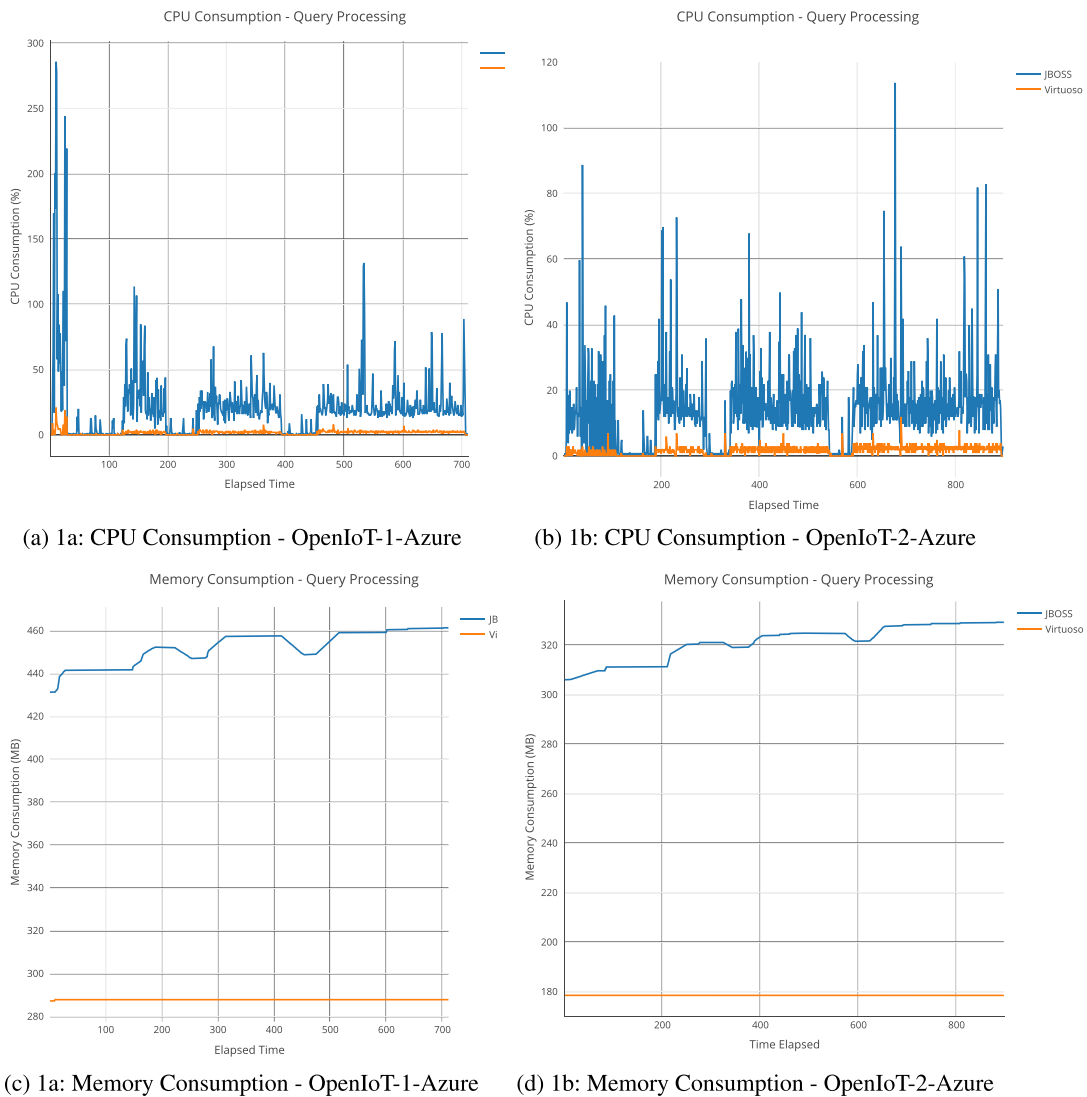 CPU Consumption - Query Processing
300
250
200
150
100
50
0
CPU Consumption (%)
100 200 300 400 500 600 700
Elapsed Time
(a) 1a: CPU Consumption - OpenIoT-1-Azure
CPU Consumption - Query Processing
120
100
80
60
40
20
0
CPU Consumption (%)
200 400 600 800
Elapsed Time
JBOSS
Virtuoso
(b) 1b: CPU Consumption - OpenIoT-2-Azure
Memory Consumption - Query Processing
460
440
420
400
380
360
340
320
300
280
Memory Consumption (MB)
100 200 300 400 500 600 700
Elapsed Time
JB
Vi
(c) 1a: Memory Consumption - OpenIoT-1-Azure
Memory Consumption - Query Processing
320
300
280
260
240
220
200
180
Memory Consumption (MB)
200 400 600 800
Time Elapsed
JBOSS
Virtuoso
(d) 1b: Memory Consumption - OpenIoT-2-Azure